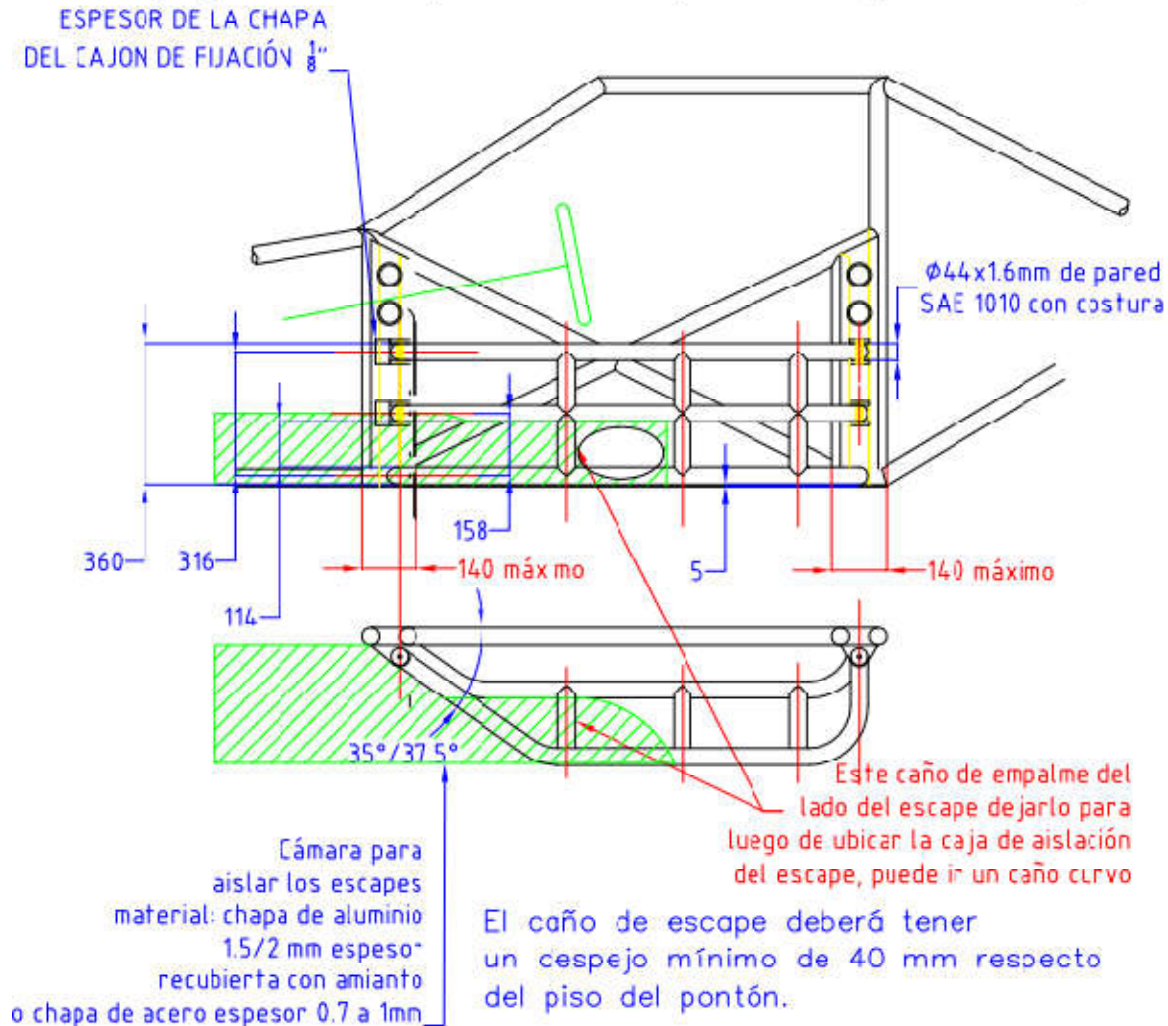 ESPESOR DE LA CHAPA
DEL CAJON DE FIJACIÓN 1/8"
Φ44x1.6mm de pared
SAE 1010 con costura
360
316
158
140 máximo
5
140 máximo
114
35°/37.5°
Este caño de empalme del
lado del escape dejarlo para
luego de ubicar la caja de aislación
del escape, puede ir un caño curvo
Cámara para
aislar los escapes
material: chapa de aluminio
1.5/2 mm espesor
recubierta con amianto
o chapa de acero espesor 0.7 a 1mm
El caño de escape deberá tener
un cespejo mínimo de 40 mm respecto
del piso del pontón.